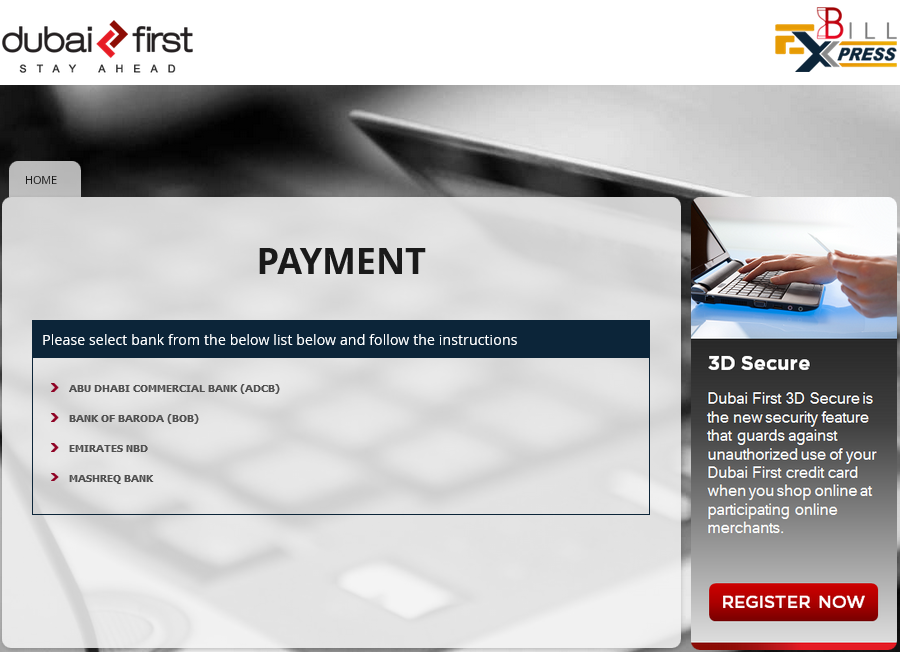 dubai first
STAY AHEAD
BILL
EXPRESS
HOME
PAYMENT
Please select bank from the below list below and follow the instructions
ABU DHABI COMMERCIAL BANK (ADCB)
BANK OF BARODA (BOB)
EMIRATES NBD
MASHREQ BANK
3D Secure
Dubai First 3D Secure is
the new security feature
that guards against
unauthorized use of your
Dubai First credit card
when you shop online at
participating online
merchants.
REGISTER NOW